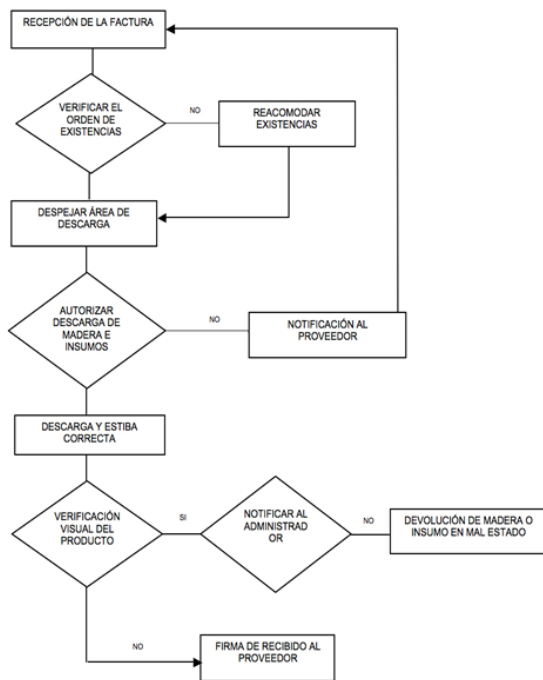 RECEPCIÓN DE LA FACTURA
VERIFICAR EL
ORDEN DE
EXISTENCIAS
NO
REACOMODAR
EXISTENCIAS
DESPEJAR ÁREA DE
DESCARGA
AUTORIZAR
DESCARGA DE
MADERA E
INSUMOS
NO
NOTIFICACIÓN AL
PROVEEDOR
DESCARGA Y ESTIBA
CORRECTA
VERIFICACIÓN
VISUAL DEL
PRODUCTO
SI
NOTIFICAR AL
ADMINISTRAD
OR
NO
DEVOLUCIÓN DE MADERA O
INSUMO EN MAL ESTADO
NO
FIRMA DE RECIBIDO AL
PROVEEDOR